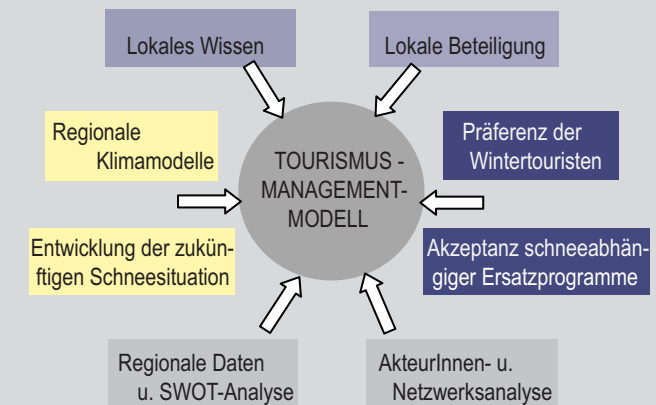 Lokales Wissen
Lokale Beteiligung
Regionale
Klimamodelle
TOURISMUS -
MANAGEMENT-
MODELL
Präferenz der
Wintertouristen
Entwicklung der zukün-
ftigen Schneesituation
Akzeptanz schneeabhän-
giger Ersatzprogramme
Regionale Daten
u. SWOT-Analyse
AkteurInnen- u.
Netzwerksanalyse